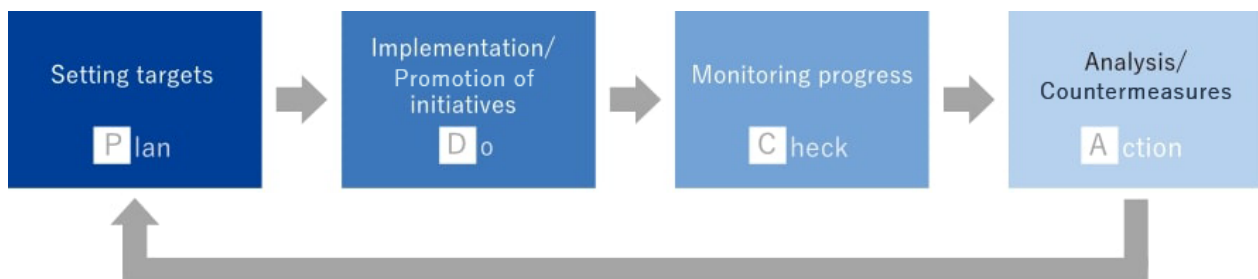 Setting targets
Plan
Implementation/
Promotion of
initiatives
Do
Monitoring progress
Check
Analysis/
Countermeasures
Action